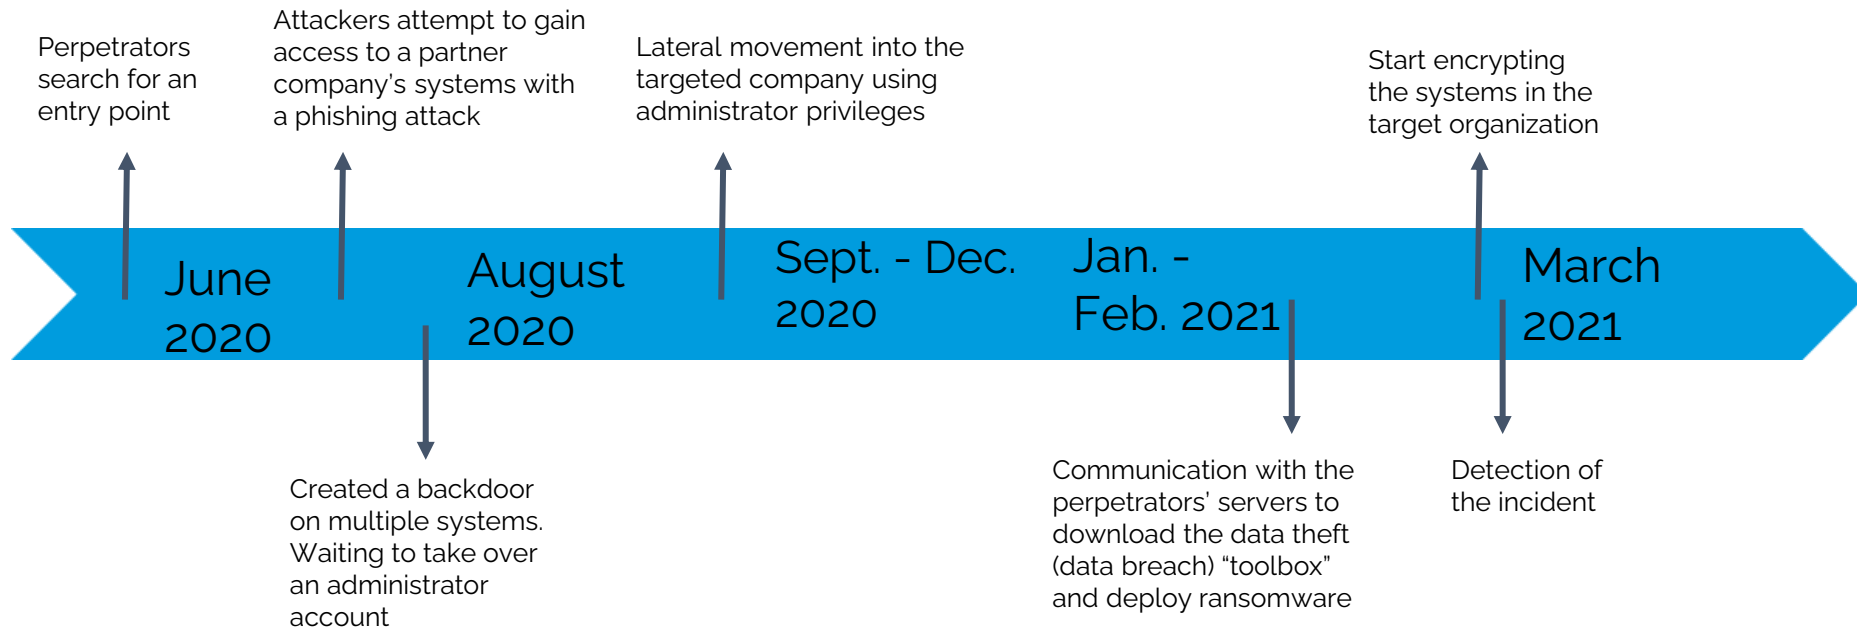 Perpetrators
search for an
entry point
Attackers attempt to gain
access to a partner
company’s systems with
a phishing attack
Lateral movement into the
targeted company using
administrator privileges
Start encrypting
the systems in the
target organization
June
2020
August
2020
Sept. - Dec.
2020
Jan. -
Feb. 2021
March
2021
Created a backdoor
on multiple systems.
Waiting to take over
an administrator
account
Communication with the
perpetrators’ servers to
download the data theft
(data breach) “toolbox”
and deploy ransomware
Detection of
the incident